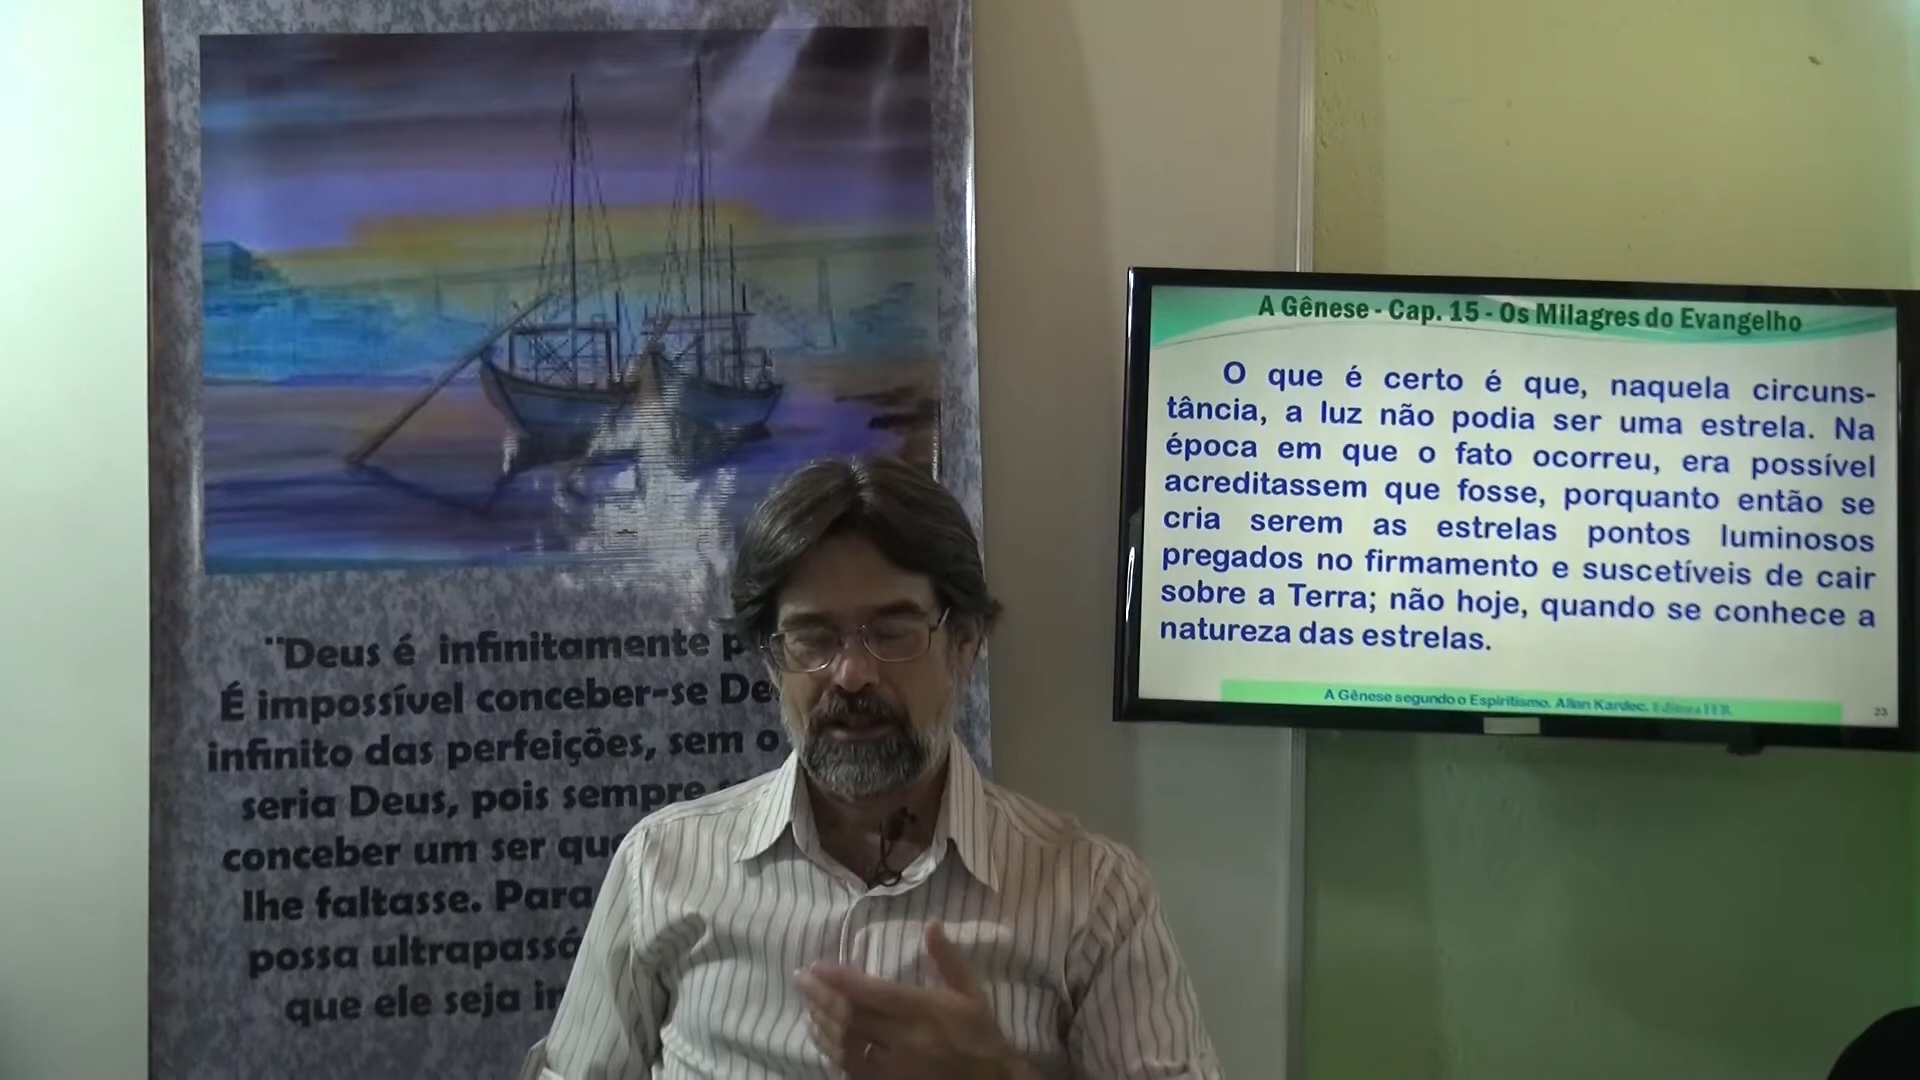 ¨Deus é infinitamente
É impossível conceber-se
infinito das perfeições, sem o
seria Deus, pois sempre
conceber um ser
lhe faltasse. Para
possa
que ele seja
A Gênese - Cap. 15 - Os Milagres do Evangelho
O que é certo é que, naquela circuns-
tância, a luz não podia ser uma estrela. Na
época em que o fato ocorreu, era possível
acreditassem que fosse, porquanto então se
cria serem as estrelas pontos luminosos
pregados no firmamento e suscetíveis de cair
sobre a Terra; não hoje, quando se conhece a
natureza das estrelas.
A Gênese segundo o Espiritismo. Allan Kardec. Editora FEB.
23